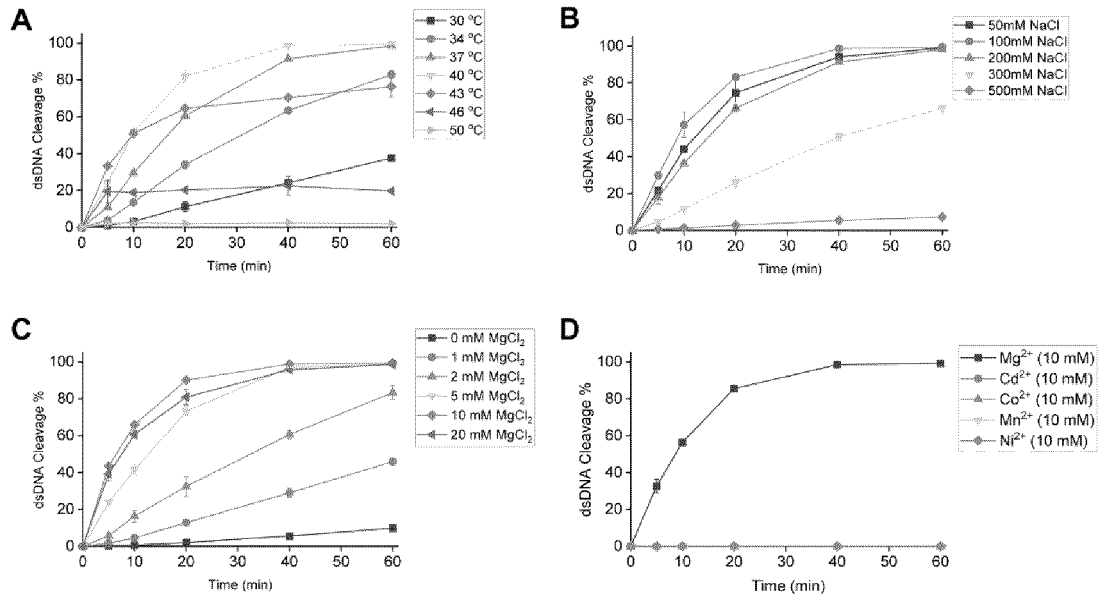 A
30 °C
34 °C
37 °C
40 °C
43 °C
46 °C
50 °C
dsDNA Cleavage %
100
80
60
40
20
0
0 10 20 30 40 50 60
Time (min)
B
50mM NaCl
100mM NaCl
200mM NaCl
300mM NaCl
500mM NaCl
dsDNA Cleavage %
100
80
60
40
20
0
0 10 20 30 40 50 60
Time (min)
C
0 mM MgCl₂
1 mM MgCl₂
2 mM MgCl₂
5 mM MgCl₂
10 mM MgCl₂
20 mM MgCl₂
dsDNA Cleavage %
100
80
60
40
20
0
0 10 20 30 40 50 60
Time (min)
D
Mg²⁺ (10 mM)
Cd²⁺ (10 mM)
Co²⁺ (10 mM)
Mn²⁺ (10 mM)
Ni²⁺ (10 mM)
dsDNA Cleavage %
100
80
60
40
20
0
0 10 20 30 40 50 60
Time (min)